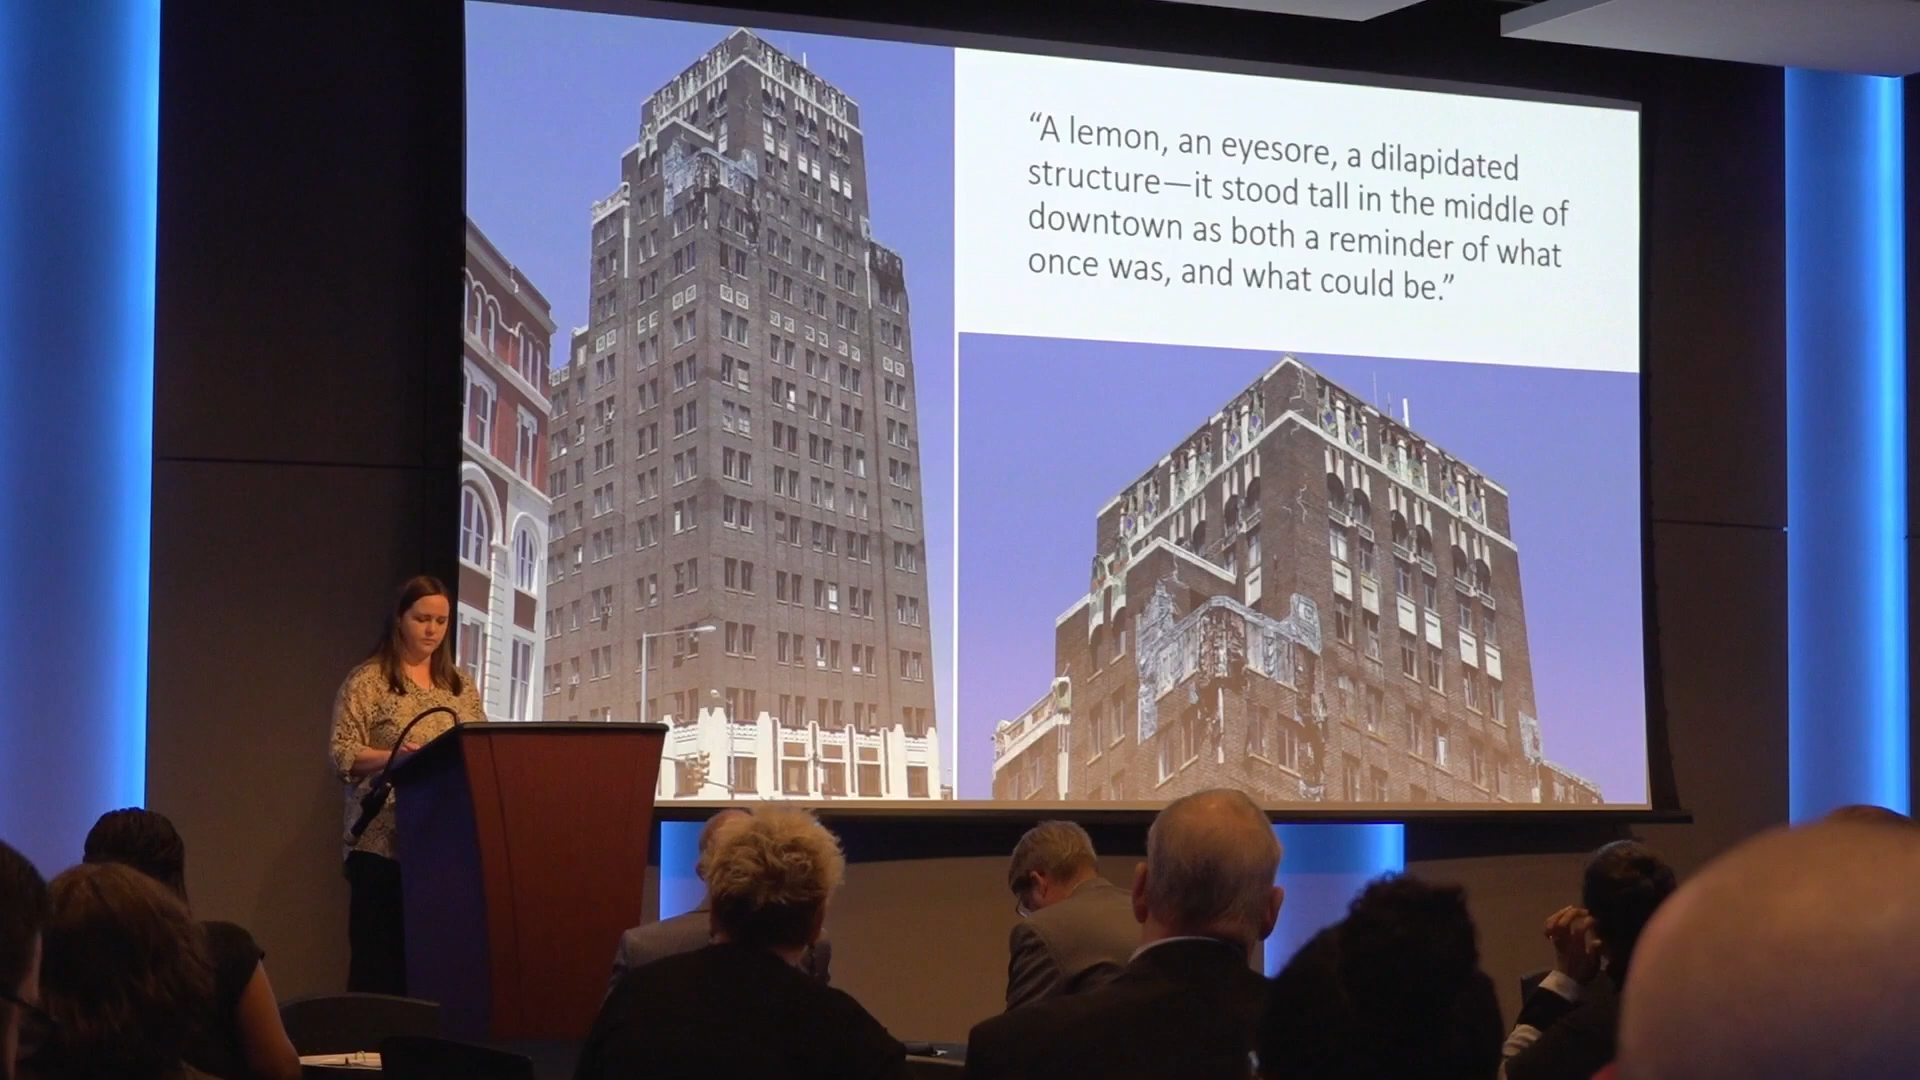 “A lemon, an eyesore, a dilapidated
structure—it stood tall in the middle of
downtown as both a reminder of what
once was, and what could be.”